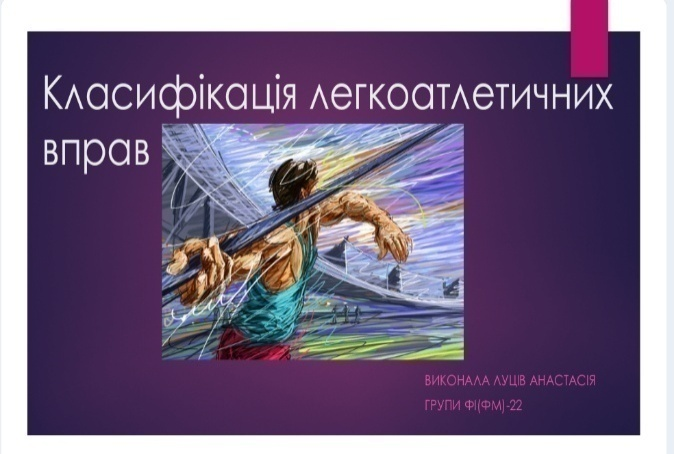 Класифікація легкоатлетичних
вправ
ВИКОНАЛА ЛУЦІВ АНАСТАСІЯ
ГРУПИ ФІ(ФМ)-22